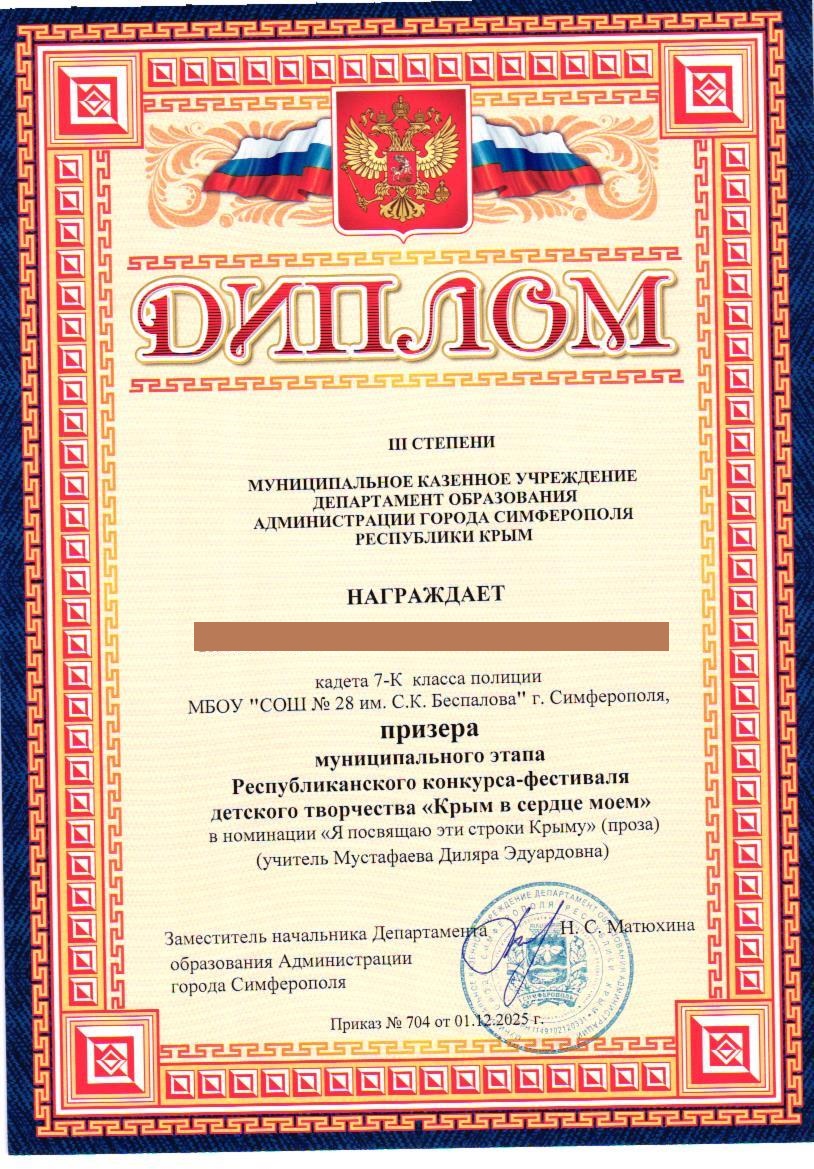 ДИПЛОМ
III СТЕПЕНИ
МУНИЦИПАЛЬНОЕ КАЗЕННОЕ УЧРЕЖДЕНИЕ
ДЕПАРТАМЕНТ ОБРАЗОВАНИЯ
АДМИНИСТРАЦИИ ГОРОДА СИМФЕРОПОЛЯ
РЕСПУБЛИКИ КРЫМ
НАГРАЖДАЕТ
кадета 7-К класса полиции
МБОУ "СОШ № 28 им. С.К. Беспалова" г. Симферополя,
призера
муниципального этапа
Республиканского конкурса-фестиваля
детского творчества «Крым в сердце моем»
в номинации «Я посвящаю эти строки Крыму» (проза)
(учитель Мустафаева Диляра Эдуардовна)
Заместитель начальника Департамента Н. С. Матюхина
образования Администрации
города Симферополя
СИМФЕРОПОЛЬ
Приказ № 704 от 01.12.2025 г.